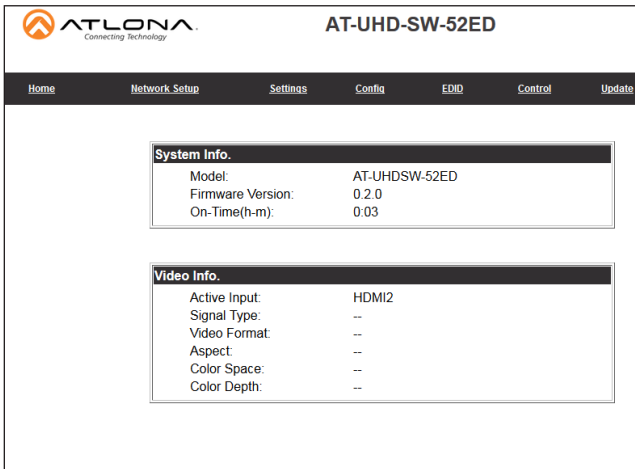 ATLONA.
Connecting Technology
AT-UHD-SW-52ED
Home Network Setup Settings Config EDID Control Update
System Info.
Model: AT-UHDSW-52ED
Firmware Version: 0.2.0
On-Time(h-m): 0:03
Video Info.
Active Input: HDMI2
Signal Type: --
Video Format: --
Aspect: --
Color Space: --
Color Depth: --